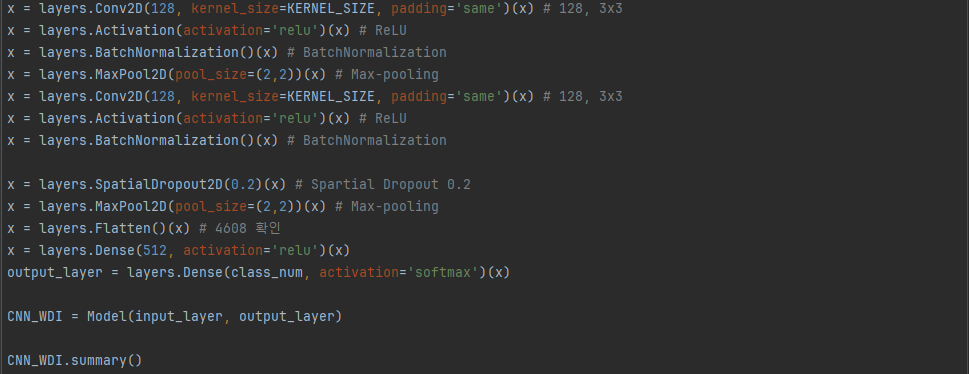 x = layers.Conv2D(128, kernel_size=KERNEL_SIZE, padding='same')(x) # 128, 3x3
x = layers.Activation(activation='relu')(x) # ReLU
x = layers.BatchNormalization()(x) # BatchNormalization
x = layers.MaxPool2D(pool_size=(2,2))(x) # Max-pooling
x = layers.Conv2D(128, kernel_size=KERNEL_SIZE, padding='same')(x) # 128, 3x3
x = layers.Activation(activation='relu')(x) # ReLU
x = layers.BatchNormalization()(x) # BatchNormalization
x = layers.SpatialDropout2D(0.2)(x) # Spartial Dropout 0.2
x = layers.MaxPool2D(pool_size=(2,2))(x) # Max-pooling
x = layers.Flatten()(x) # 4608 확인
x = layers.Dense(512, activation='relu')(x)
output_layer = layers.Dense(class_num, activation='softmax')(x)
CNN_WDI = Model(input_layer, output_layer)
CNN_WDI.summary()